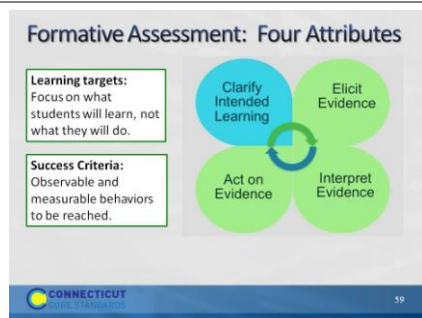 Formative Assessment: Four Attributes
Learning targets:
Focus on what
students will learn, not
what they will do.
Success Criteria:
Observable and
measurable behaviors
to be reached.
Clarify
Intended
Learning
Elicit
Evidence
Act on
Evidence
Interpret
Evidence
CONNECTICUT
CORE STANDARDS
59